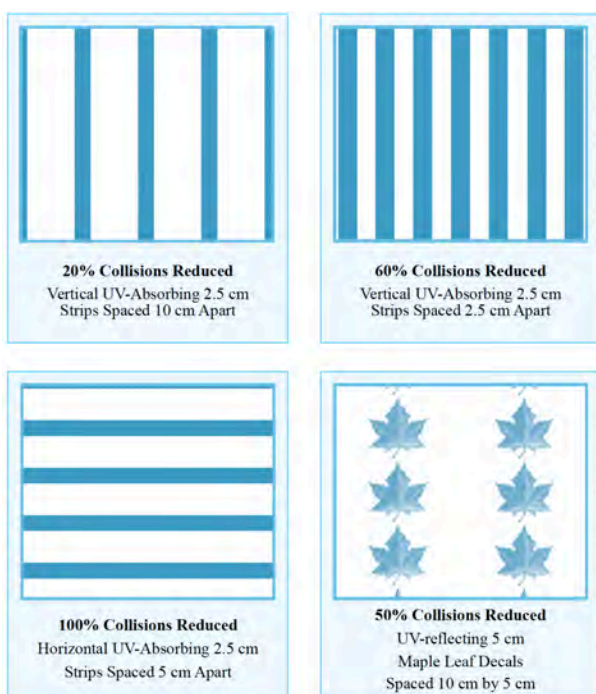 20% Collisions Reduced
Vertical UV-Absorbing 2.5 cm
Strips Spaced 10 cm Apart
60% Collisions Reduced
Vertical UV-Absorbing 2.5 cm
Strips Spaced 2.5 cm Apart
100% Collisions Reduced
Horizontal UV-Absorbing 2.5 cm
Strips Spaced 5 cm Apart
50% Collisions Reduced
UV-reflecting 5 cm
Maple Leaf Decals
Spaced 10 cm by 5 cm